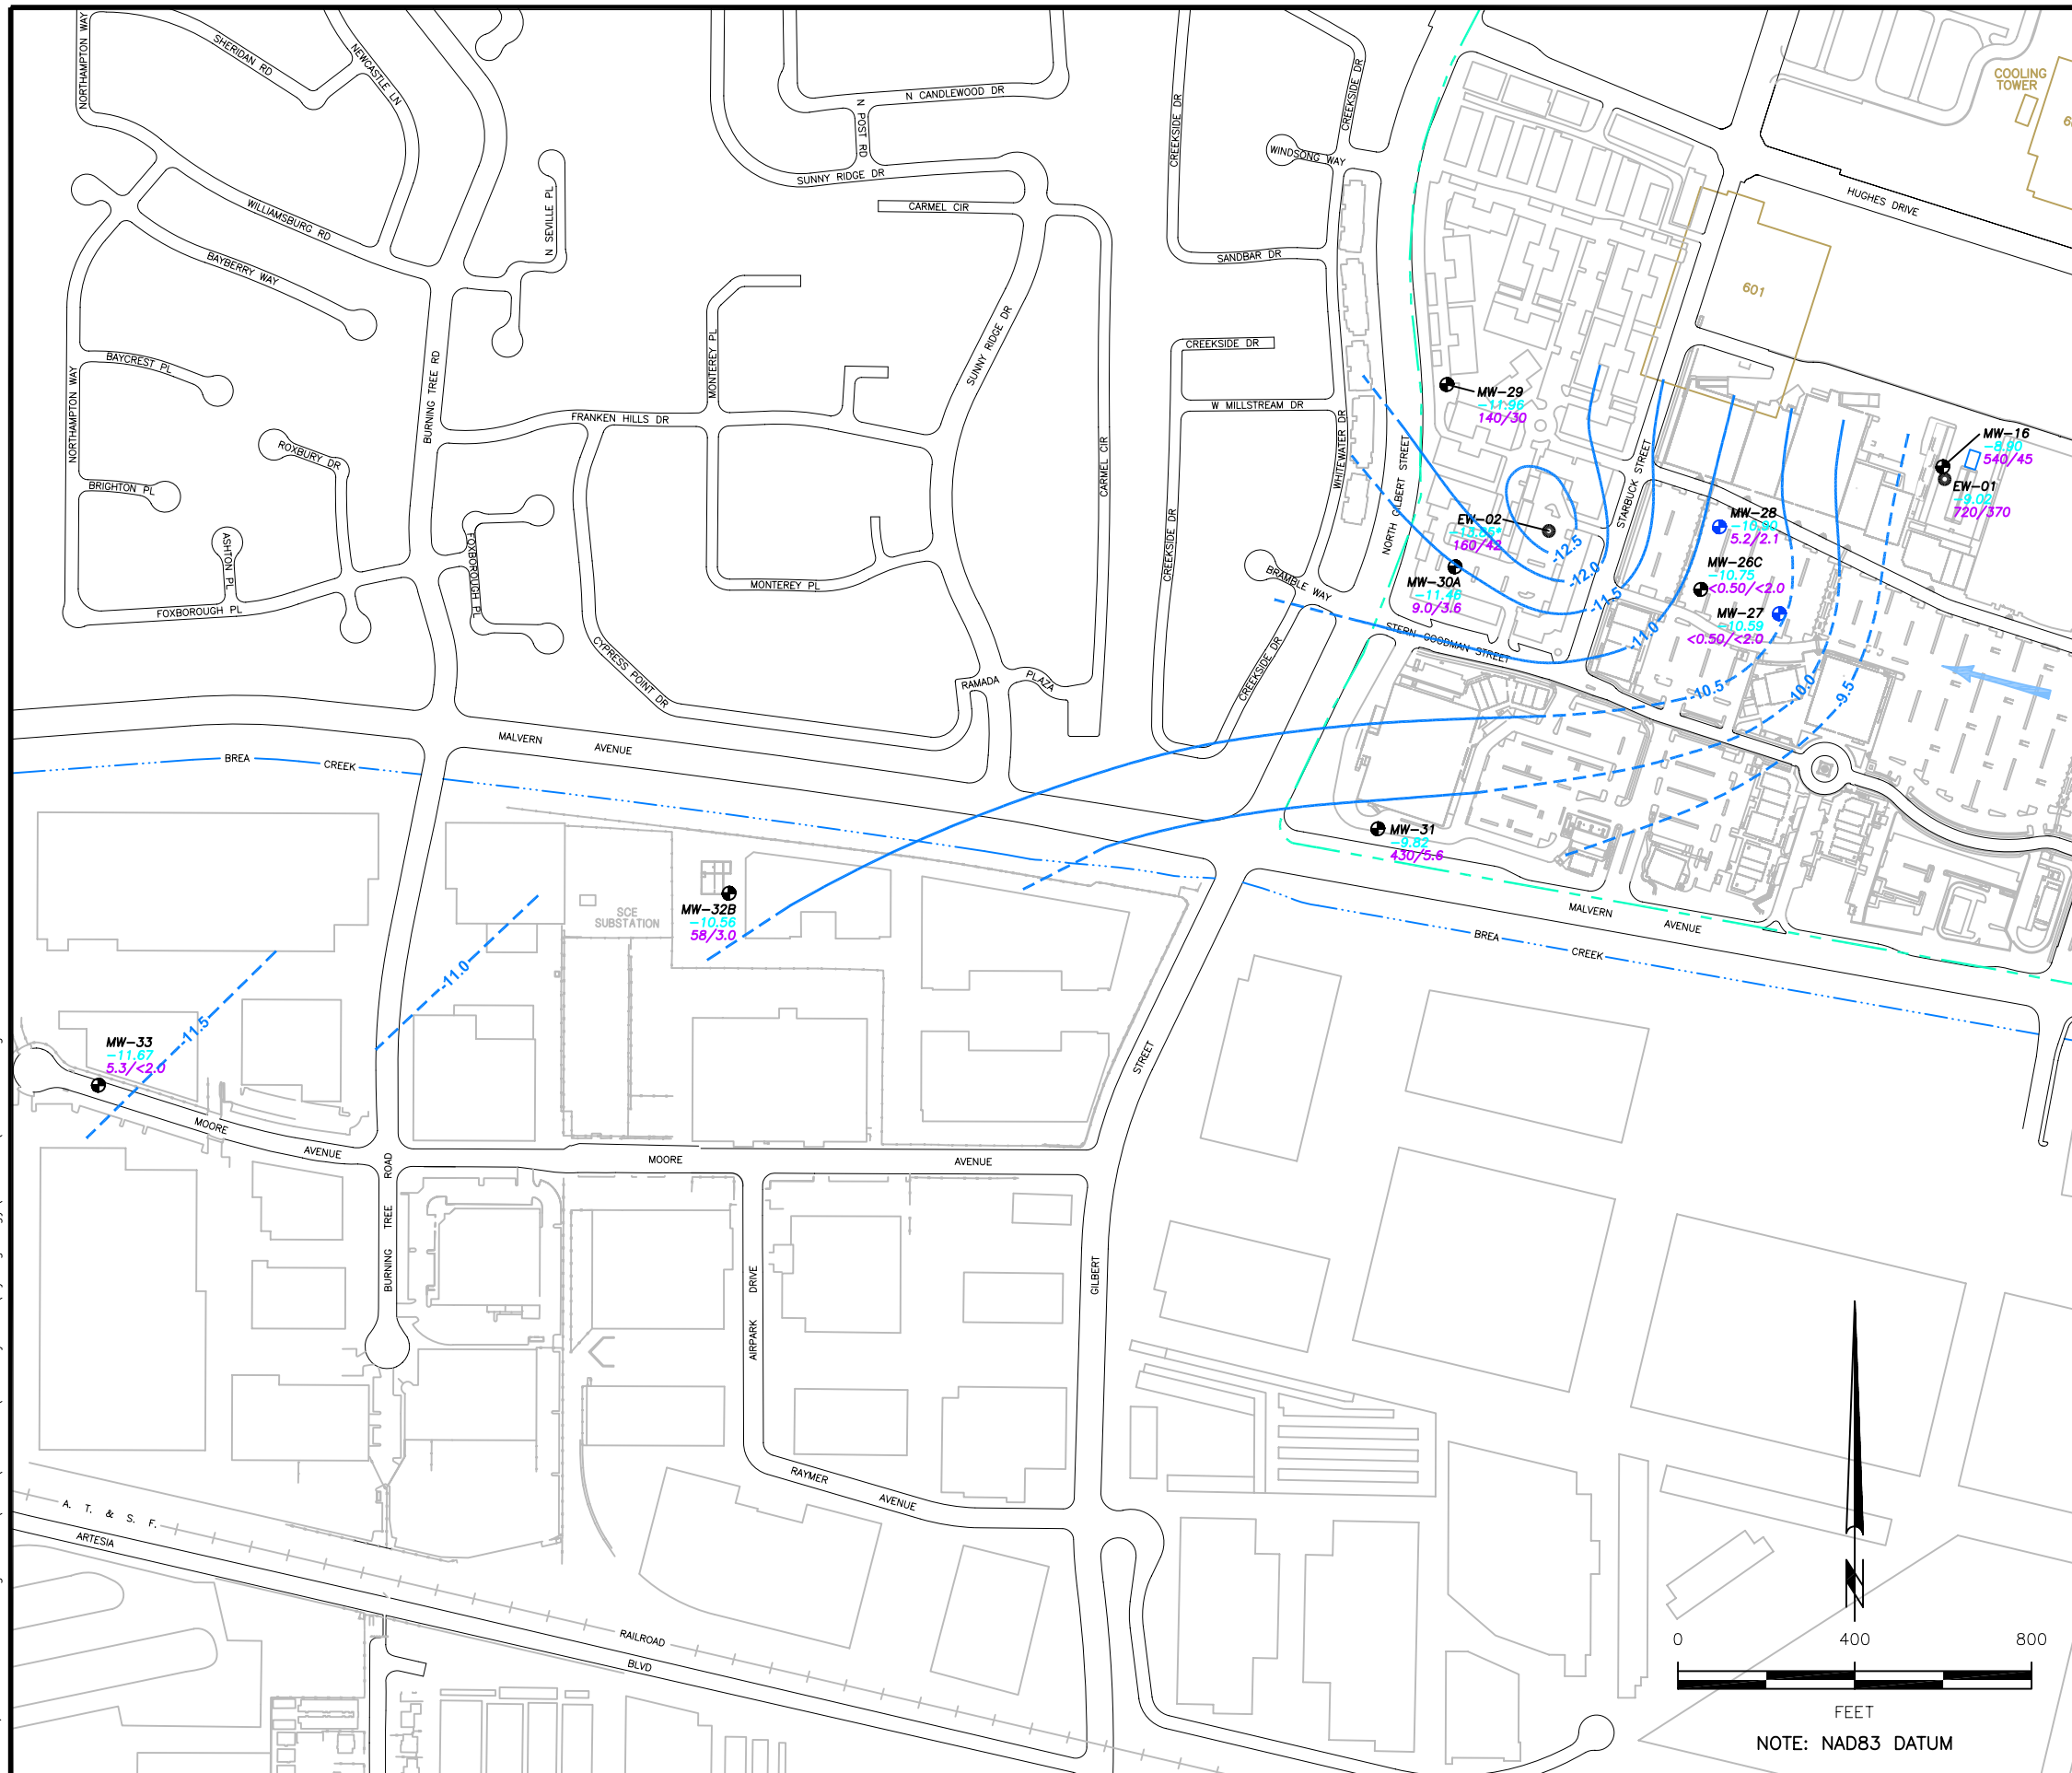 NORTHAMPTON WAY
SHERIDAN RD
NEWCASTLE LN
N CANDLEWOOD DR
N POST RD
SUNNY RIDGE DR
CREEKSIDE DR
CREEKSIDE DR
WINDSONG WAY
COOLING
TOWER
HUGHES DRIVE
WILLIAMSBURG RD
BAYBERRY WAY
N SEVILLE PL
CARMEL CIR
SANDBAR DR
601
BAYCREST PL
NORTHAMPTON WAY
BURNING TREE RD
MONTEREY PL
SUNNY RIDGE DR
CREEKSIDE DR
W MILLSTREAM DR
FRANKEN HILLS DR
ROXBURY DR
BRIGHTON PL
ASHTON PL
FOXBOROUGH PL
FOXBOROUGH PL
CYPRESS POINT DR
MONTEREY PL
CARMEL CIR
CREEKSIDE DR
WHITEWATER DR
NORTH GILBERT STREET
STARBUCK STREET
BRAMBLE WAY
CREEKSIDE DR
STERN GOODMAN STREET
RAMADA PLAZA
MW-29
-11.96
140/30
MW-16
-8.90
540/45
EW-01
-9.02
720/370
MW-28
-10.90
5.2/2.1
EW-02
160/42
MW-26C
-10.75
<0.50/<2.0
MW-30A
-11.46
9.0/3.6
MW-27
-10.59
<0.50/<2.0
-12.5
-12.0
-11.5
-11.0
-10.5
-10.0
-9.5
MALVERN AVENUE
BREA CREEK
MW-31
-9.82
430/5.6
MW-32B
-10.56
58/3.0
SCE
SUBSTATION
MALVERN AVENUE
BREA CREEK
-11.0
-11.5
MW-33
-11.67
5.3/<2.0
MOORE AVENUE
MOORE AVENUE
STREET
GILBERT
BURNING TREE ROAD
AIRPARK DRIVE
RAYMER AVENUE
A. T. & S. F.
RAILROAD
ARTESIA
BLVD
0 400 800
FEET
NOTE: NAD83 DATUM